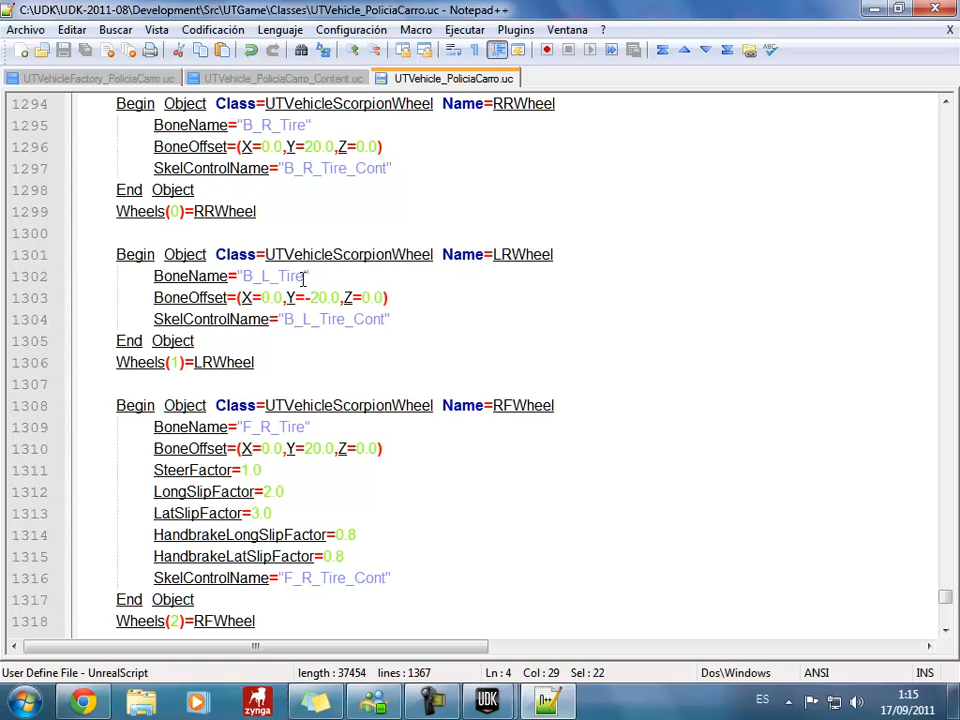 C:\UDK\UDK-2011-08\Development\Src\UTGame\Classes\UTVehicle_PoliciaCarro.uc - Notepad++
Archivo Editar Buscar Vista Codificación Lenguaje Configuración Macro Ejecutar Plugins Ventana ? X
UTVehicleFactory_PoliciaCarro.uc UTVehicle_PoliciaCarro_Content.uc UTVehicle_PoliciaCarro.uc
1294 Begin Object Class=UTVehicleScorpionWheel Name=RRWheel
1295 BoneName="B_R_Tire"
1296 BoneOffset=(X=0.0,Y=20.0,Z=0.0)
1297 SkelControlName="B_R_Tire_Cont"
1298 End Object
1299 Wheels(0)=RRWheel
1300
1301 Begin Object Class=UTVehicleScorpionWheel Name=LRWheel
1302 BoneName="B_L_Tire"
1303 BoneOffset=(X=0.0,Y=-20.0,Z=0.0)
1304 SkelControlName="B_L_Tire_Cont"
1305 End Object
1306 Wheels(1)=LRWheel
1307
1308 Begin Object Class=UTVehicleScorpionWheel Name=RFWheel
1309 BoneName="F_R_Tire"
1310 BoneOffset=(X=0.0,Y=20.0,Z=0.0)
1311 SteerFactor=1.0
1312 LongSlipFactor=2.0
1313 LatSlipFactor=3.0
1314 HandbrakeLongSlipFactor=0.8
1315 HandbrakeLatSlipFactor=0.8
1316 SkelControlName="F_R_Tire_Cont"
1317 End Object
1318 Wheels(2)=RFWheel
User Define File - UnrealScript length : 37454 lines : 1367 Ln : 4 Col : 29 Sel : 22 Dos\Windows ANSI INS
zynga UDK N++ ES 1:15
17/09/2011